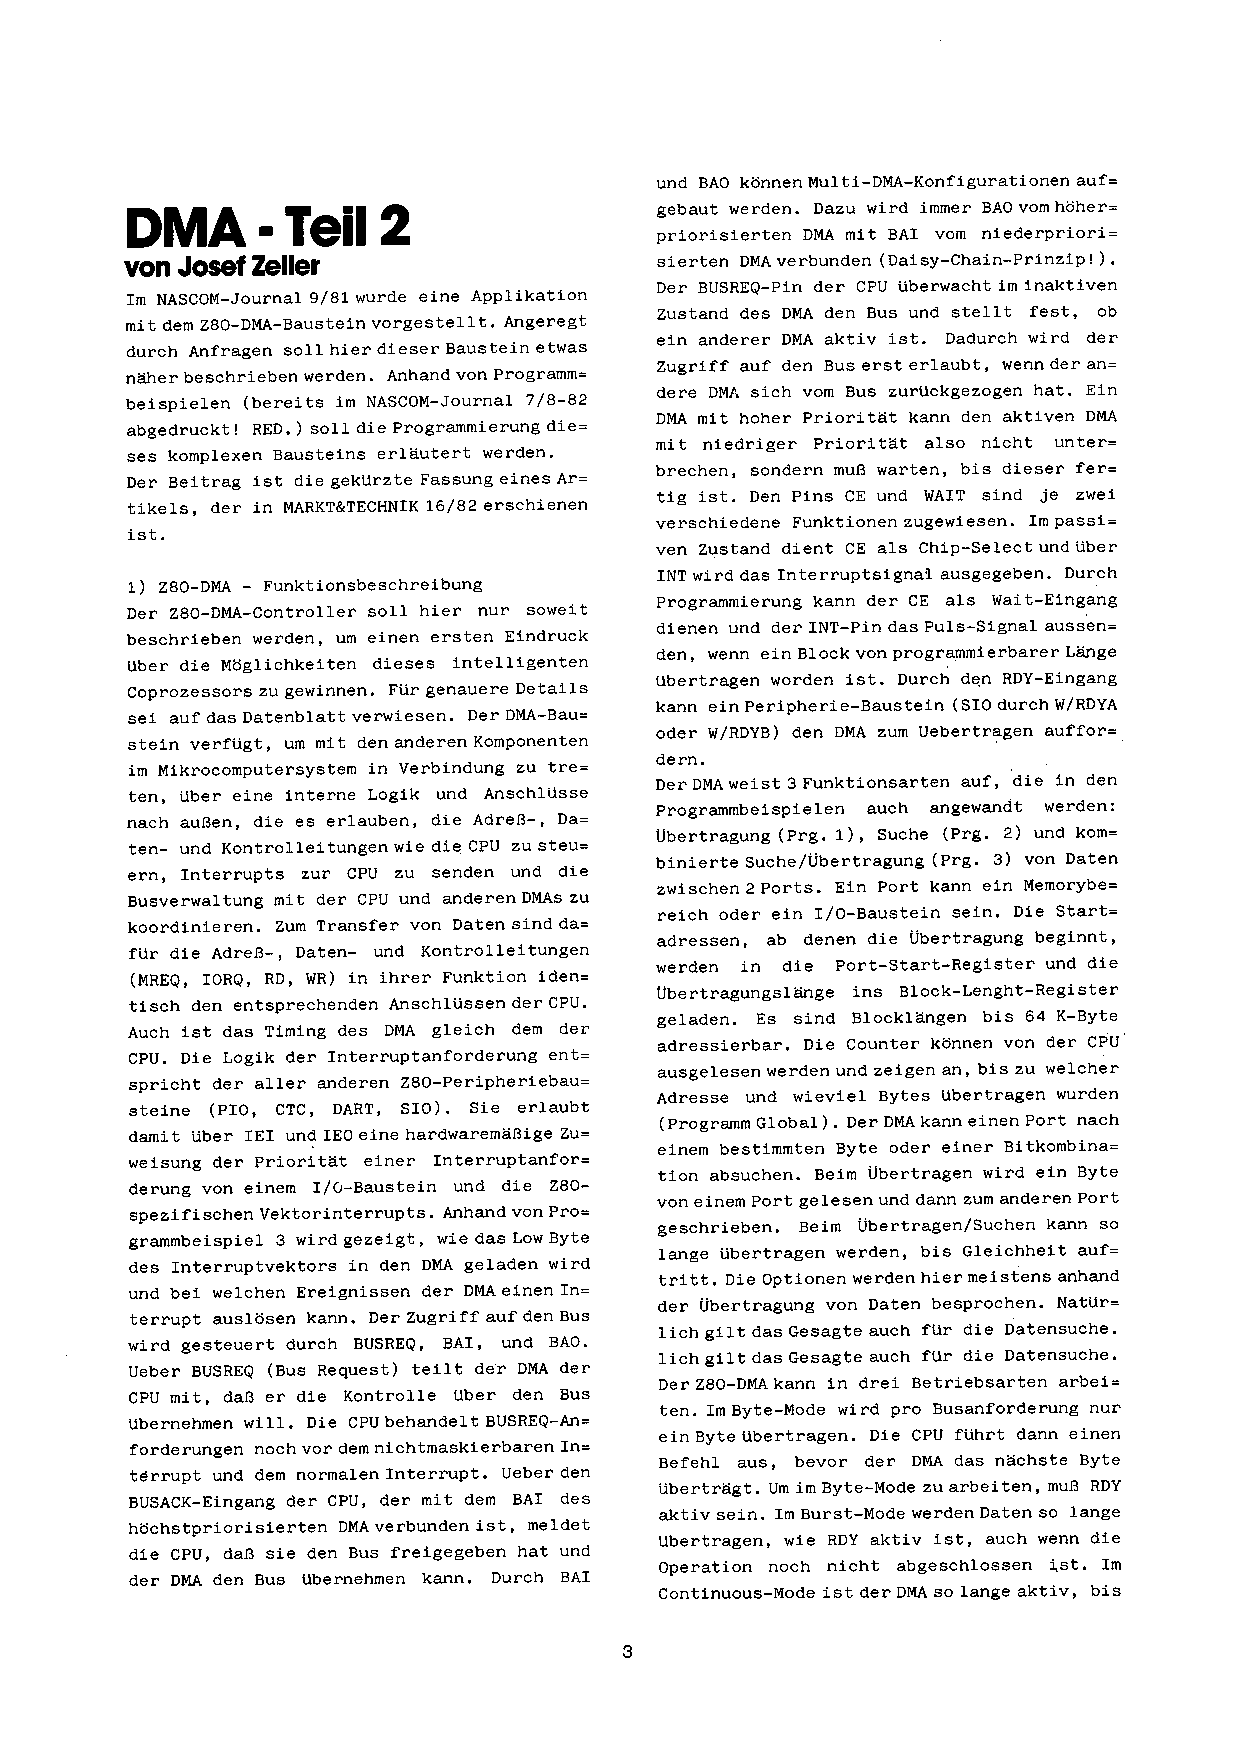 DMA - Teil 2
von Josef Zeller
Im NASCOM-Journal 9/81 wurde eine Applikation
mit dem Z80-DMA-Baustein vorgestellt. Angeregt
durch Anfragen soll hier dieser Baustein etwas
näher beschrieben werden. Anhand von Programm=
beispielen (bereits im NASCOM-Journal 7/8-82
abgedruckt! RED.) soll die Programmierung die=
ses komplexen Bausteins erläutert werden.
Der Beitrag ist die gekürzte Fassung eines Ar=
tikels, der in MARKT&TECHNIK 16/82 erschienen
ist.
1) Z80-DMA - Funktionsbeschreibung
Der Z80-DMA-Controller soll hier nur soweit
beschrieben werden, um einen ersten Eindruck
über die Möglichkeiten dieses intelligenten
Coprozessors zu gewinnen. Für genauere Details
sei auf das Datenblatt verwiesen. Der DMA-Bau=
stein verfügt, um mit den anderen Komponenten
im Mikrocomputersystem in Verbindung zu tre=
ten, über eine interne Logik und Anschlüsse
nach außen, die es erlauben, die Adreß-, Da=
ten- und Kontrolleitungen wie die CPU zu steu=
ern, Interrupts zur CPU zu senden und die
Busverwaltung mit der CPU und anderen DMAs zu
koordinieren. Zum Transfer von Daten sind da=
für die Adreß-, Daten- und Kontrolleitungen
(MREQ, IORQ, RD, WR) in ihrer Funktion iden=
tisch den entsprechenden Anschlüssen der CPU.
Auch ist das Timing des DMA gleich dem der
CPU. Die Logik der Interruptanforderung ent=
spricht der aller anderen Z80-Peripheriebau=
steine (PIO, CTC, DART, SIO). Sie erlaubt
damit über IEI und IEO eine hardwaremäßige Zu=
weisung der Priorität einer Interruptanfor=
derung von einem I/O-Baustein und die Z80-
spezifischen Vektorinterrupts. Anhand von Pro=
grammbeispiel 3 wird gezeigt, wie das Low Byte
des Interruptvektors in den DMA geladen wird
und bei welchen Ereignissen der DMA einen In=
terrupt auslösen kann. Der Zugriff auf den Bus
wird gesteuert durch BUSREQ, BAI, und BAO.
Ueber BUSREQ (Bus Request) teilt der DMA der
CPU mit, daß er die Kontrolle über den Bus
übernehmen will. Die CPU behandelt BUSREQ-An=
forderungen noch vor dem nichtmaskierbaren In=
terrupt und dem normalen Interrupt. Ueber den
BUSACK-Eingang der CPU, der mit dem BAI des
höchstpriorisierten DMA verbunden ist, meldet
die CPU, daß sie den Bus freigegeben hat und
der DMA den Bus übernehmen kann. Durch BAI
und BAO können Multi-DMA-Konfigurationen auf=
gebaut werden. Dazu wird immer BAO vom höher=
priorisierten DMA mit BAI vom niederpriori=
sierten DMA verbunden (Daisy-Chain-Prinzip!).
Der BUSREQ-Pin der CPU überwacht im inaktiven
Zustand des DMA den Bus und stellt fest, ob
ein anderer DMA aktiv ist. Dadurch wird der
Zugriff auf den Bus erst erlaubt, wenn der an=
dere DMA sich vom Bus zurückgezogen hat. Ein
DMA mit hoher Priorität kann den aktiven DMA
mit niedriger Priorität also nicht unter=
brechen, sondern muß warten, bis dieser fer=
tig ist. Den Pins CE und WAIT sind je zwei
verschiedene Funktionen zugewiesen. Im passi=
ven Zustand dient CE als Chip-Select und über
INT wird das Interruptsignal ausgegeben. Durch
Programmierung kann der CE als Wait-Eingang
dienen und der INT-Pin das Puls-Signal aussen=
den, wenn ein Block von programmierbarer Länge
übertragen worden ist. Durch den RDY-Eingang
kann ein Peripherie-Baustein (SIO durch W/RDYA
oder W/RDYB) den DMA zum Uebertragen auffor=
dern.
Der DMA weist 3 Funktionsarten auf, die in den
Programmbeispielen auch angewandt werden:
Übertragung (Prg. 1), Suche (Prg. 2) und kom=
binierte Suche/Übertragung (Prg. 3) von Daten
zwischen 2 Ports. Ein Port kann ein Memorybe=
reich oder ein I/O-Baustein sein. Die Start=
adressen, ab denen die Übertragung beginnt,
werden in die Port-Start-Register und die
Übertragungslänge ins Block-Lenght-Register
geladen. Es sind Blocklängen bis 64 K-Byte
adressierbar. Die Counter können von der CPU
ausgelesen werden und zeigen an, bis zu welcher
Adresse und wieviel Bytes übertragen wurden
(Programm Global). Der DMA kann einen Port nach
einem bestimmten Byte oder einer Bitkombina=
tion absuchen. Beim Übertragen wird ein Byte
von einem Port gelesen und dann zum anderen Port
geschrieben. Beim Übertragen/Suchen kann so
lange übertragen werden, bis Gleichheit auf=
tritt. Die Optionen werden hier meistens anhand
der Übertragung von Daten besprochen. Natür=
lich gilt das Gesagte auch für die Datensuche.
lich gilt das Gesagte auch für die Datensuche.
Der Z80-DMA kann in drei Betriebsarten arbei=
ten. Im Byte-Mode wird pro Busanforderung nur
ein Byte übertragen. Die CPU führt dann einen
Befehl aus, bevor der DMA das nächste Byte
überträgt. Um im Byte-Mode zu arbeiten, muß RDY
aktiv sein. Im Burst-Mode werden Daten so lange
übertragen, wie RDY aktiv ist, auch wenn die
Operation noch nicht abgeschlossen ist. Im
Continuous-Mode ist der DMA so lange aktiv, bis
3